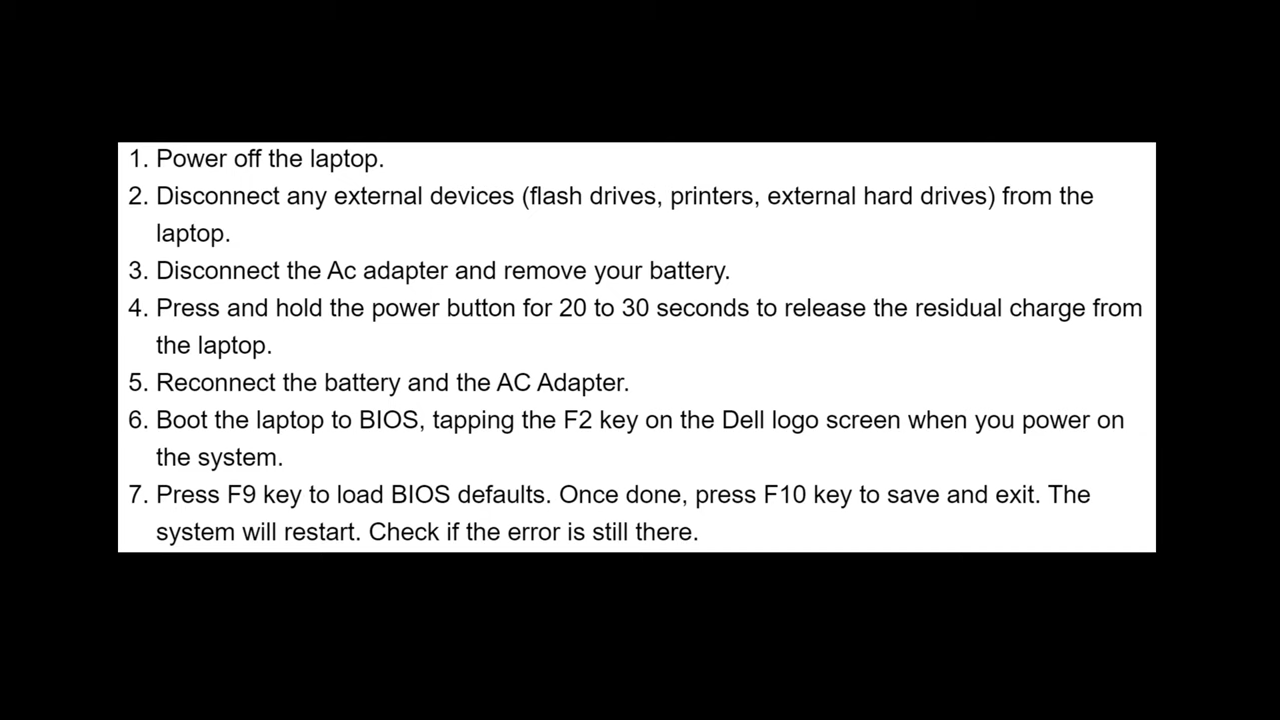 1. Power off the laptop.
2. Disconnect any external devices (flash drives, printers, external hard drives) from the
laptop.
3. Disconnect the Ac adapter and remove your battery.
4. Press and hold the power button for 20 to 30 seconds to release the residual charge from
the laptop.
5. Reconnect the battery and the AC Adapter.
6. Boot the laptop to BIOS, tapping the F2 key on the Dell logo screen when you power on
the system.
7. Press F9 key to load BIOS defaults. Once done, press F10 key to save and exit. The
system will restart. Check if the error is still there.